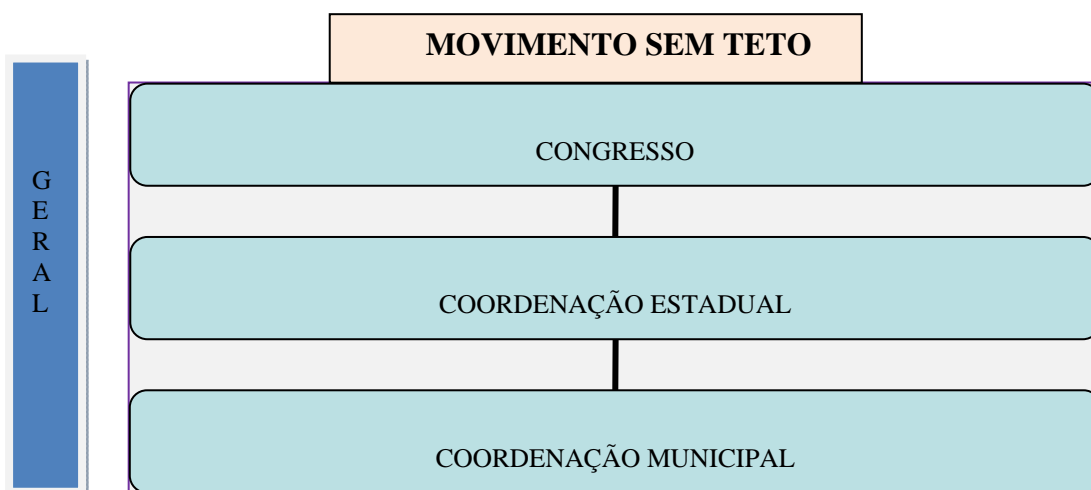 MOVIMENTO SEM TETO
G
E
R
A
L
CONGRESSO
COORDENAÇÃO ESTADUAL
COORDENAÇÃO MUNICIPAL